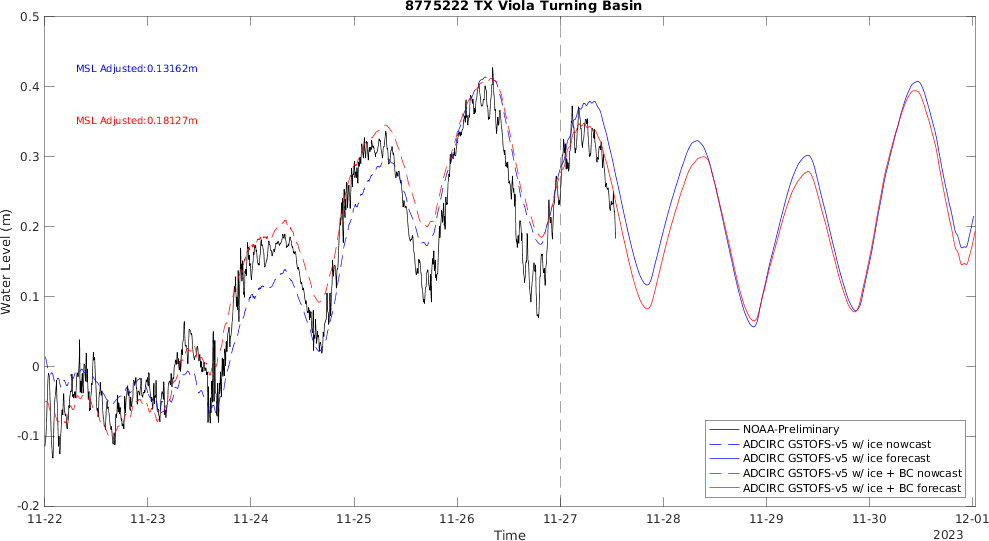 8775222 TX Viola Turning Basin
0.5
0.4
0.3
0.2
0.1
0
-0.1
-0.2
Water Level (m)
MSL Adjusted:0.13162m
MSL Adjusted:0.18127m
NOAA-Preliminary
ADCIRC GSTOFS-v5 w/ ice nowcast
ADCIRC GSTOFS-v5 w/ ice forecast
ADCIRC GSTOFS-v5 w/ ice + BC nowcast
ADCIRC GSTOFS-v5 w/ ice + BC forecast
11-22 11-23 11-24 11-25 11-26 11-27 11-28 11-29 11-30 12-01
Time
2023